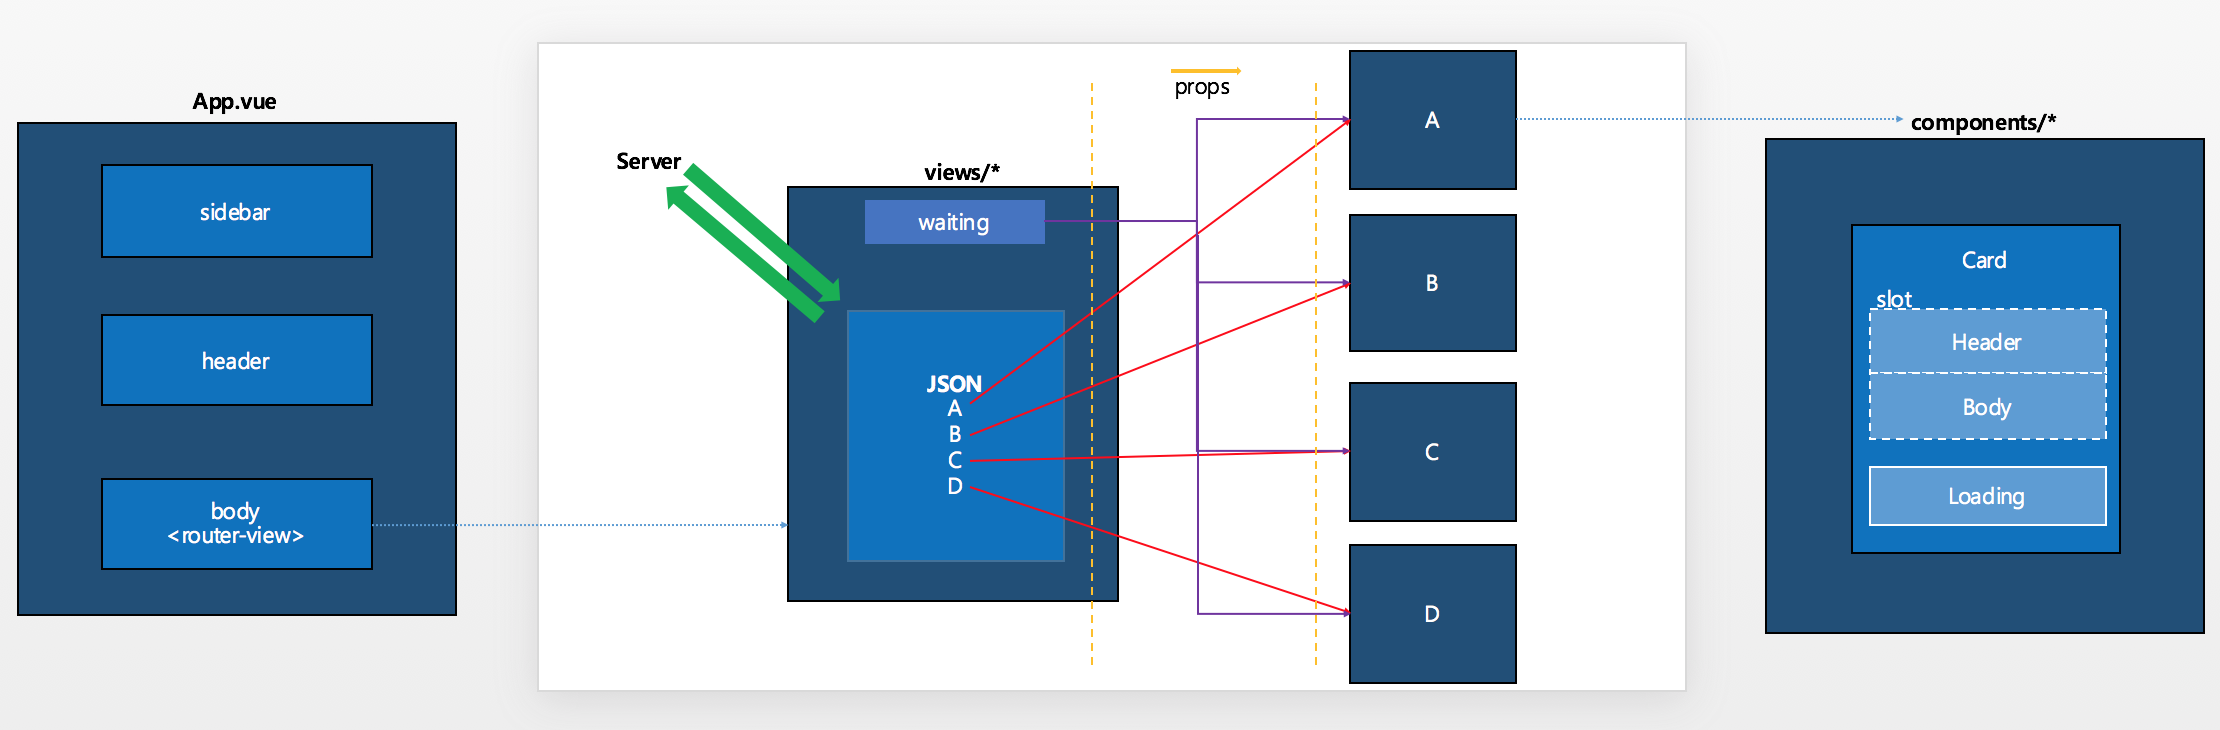 App.vue
sidebar
header
body
<router-view>
Server
views/*
waiting
JSON
A
B
C
D
props
A
B
C
D
components/*
Card
slot
Header
Body
Loading